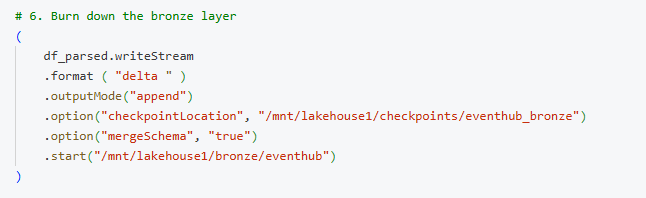 # 6. Burn down the bronze layer
(
    df_parsed.writeStream
    .format ( "delta " )
    .outputMode("append")
    .option("checkpointLocation", "/mnt/lakehouse1/checkpoints/eventhub_bronze")
    .option("mergeSchema", "true")
    .start("/mnt/lakehouse1/bronze/eventhub")
)